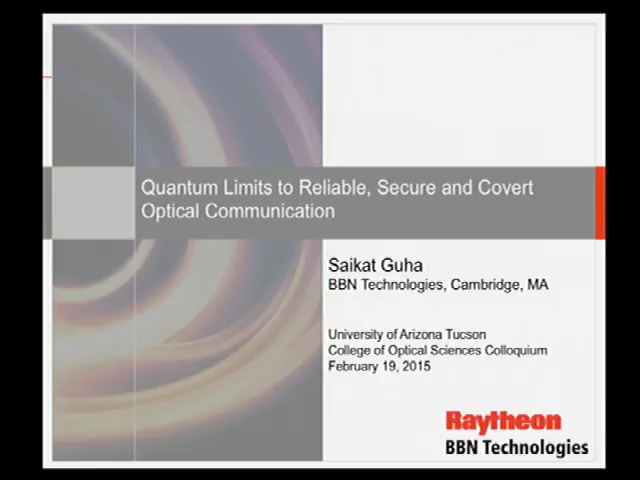 Quantum Limits to Reliable, Secure and Covert
Optical Communication
Saikat Guha
BBN Technologies, Cambridge, MA
University of Arizona Tucson
College of Optical Sciences Colloquium
February 19, 2015
Raytheon
BBN Technologies